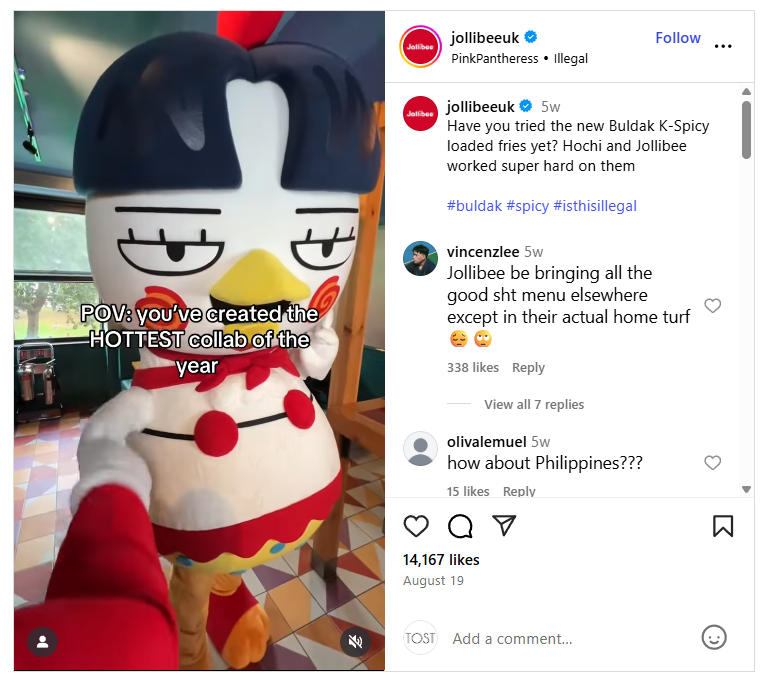 POV: you've created the
HOTTEST collab of the
year
Jollibee
jollibeeuk
PinkPantheress • Illegal
Follow
Jollibee
jollibeeuk 5w
Have you tried the new Buldak K-Spicy
loaded fries yet? Hochi and Jollibee
worked super hard on them
#buldak #spicy #isthisillegal
vincenzlee 5w
Jollibee be bringing all the
good sht menu elsewhere
except in their actual home turf
😔 🙄
338 likes Reply
View all 7 replies
olivalemuel 5w
how about Philippines???
15 likes Reply
14,167 likes
August 19
TOST
Add a comment...